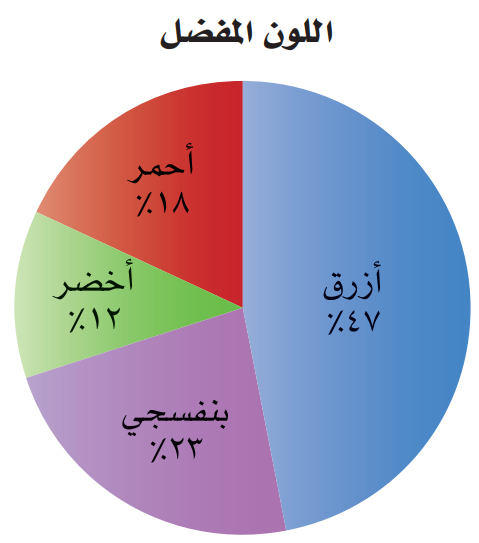 اللون المفضل
أحمر
١٨٪
أزرق
٤٧٪
أخضر
١٢٪
بنفسجي
٢٣٪